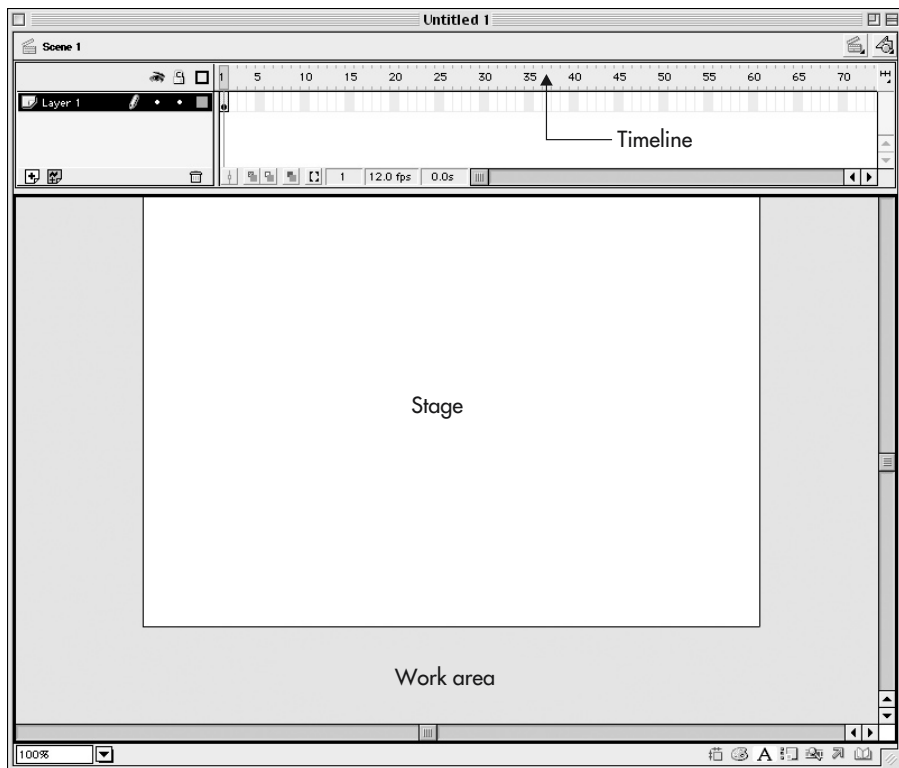 Untitled 1
Scene 1
1 5 10 15 20 25 30 35 40 45 50 55 60 65 70
Layer 1
Timeline
1 12.0 fps 0.0s
Stage
Work area
100%
A